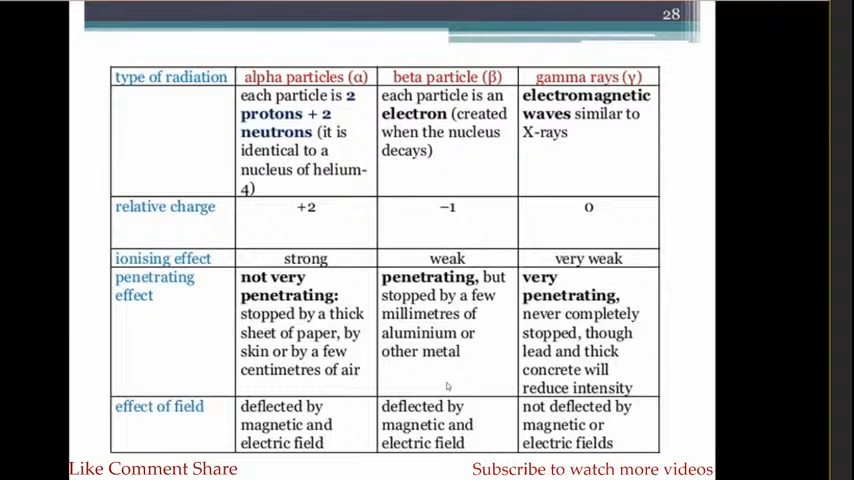 28
type of radiation
alpha particles (α)
beta particle (β)
gamma rays (γ)
each particle is 2
protons + 2
neutrons (it is
identical to a
nucleus of helium-
4)
each particle is an
electron (created
when the nucleus
decays)
electromagnetic
waves similar to
X-rays
relative charge
+2
−1
0
ionising effect
strong
weak
very weak
penetrating
effect
not very
penetrating:
stopped by a thick
sheet of paper, by
skin or by a few
centimetres of air
penetrating, but
stopped by a few
millimetres of
aluminium or
other metal
very
penetrating,
never completely
stopped, though
lead and thick
concrete will
reduce intensity
effect of field
deflected by
magnetic and
electric field
deflected by
magnetic and
electric field
not deflected by
magnetic or
electric fields
Like Comment Share
Subscribe to watch more videos